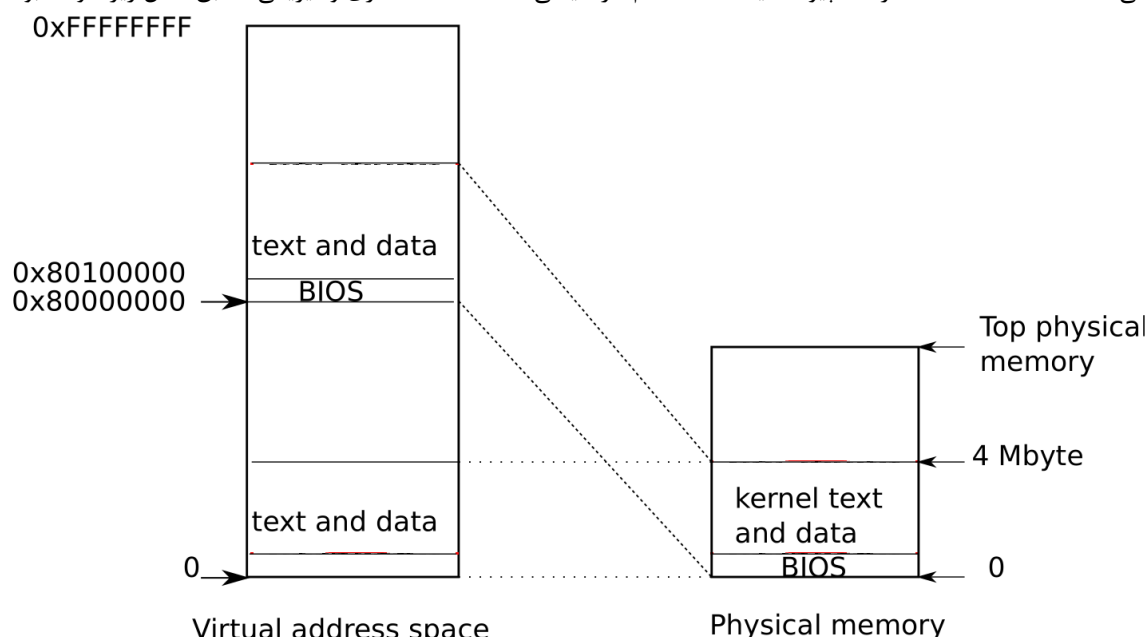 0xFFFFFFFF
text and data
0x80100000
BIOS
0x80000000
Top physical
memory
4 Mbyte
kernel text
and data
text and data
BIOS
0
0
Virtual address space
Physical memory